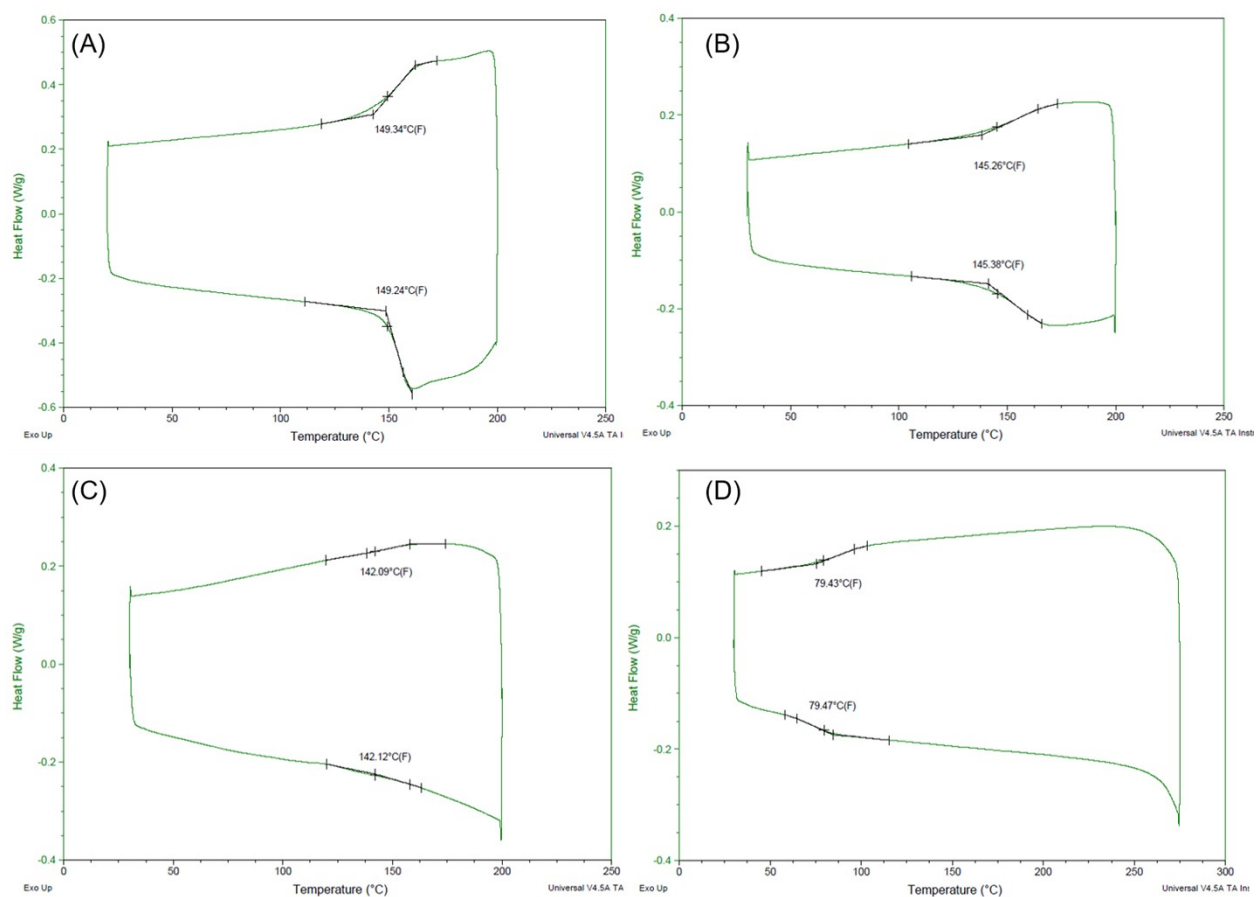 (A)
0.6
0.4
0.2
0.0
-0.2
-0.4
-0.6
Heat Flow (W/g)
149.34°C(F)
149.24°C(F)
0
50
100
150
200
250
Exo Up
Temperature (°C)
Universal V4.5A TA I
(B)
0.4
0.2
0.0
-0.2
-0.4
Heat Flow (W/g)
145.26°C(F)
145.38°C(F)
0
50
100
150
200
250
Exo Up
Temperature (°C)
Universal V4.5A TA Instr
(C)
0.4
0.2
0.0
-0.2
-0.4
Heat Flow (W/g)
142.09°C(F)
142.12°C(F)
0
50
100
150
200
250
Exo Up
Temperature (°C)
Universal V4.5A TA
(D)
0.2
0.0
-0.2
-0.4
Heat Flow (W/g)
79.43°C(F)
79.47°C(F)
0
50
100
150
200
250
300
Exo Up
Temperature (°C)
Universal V4.5A TA Ins